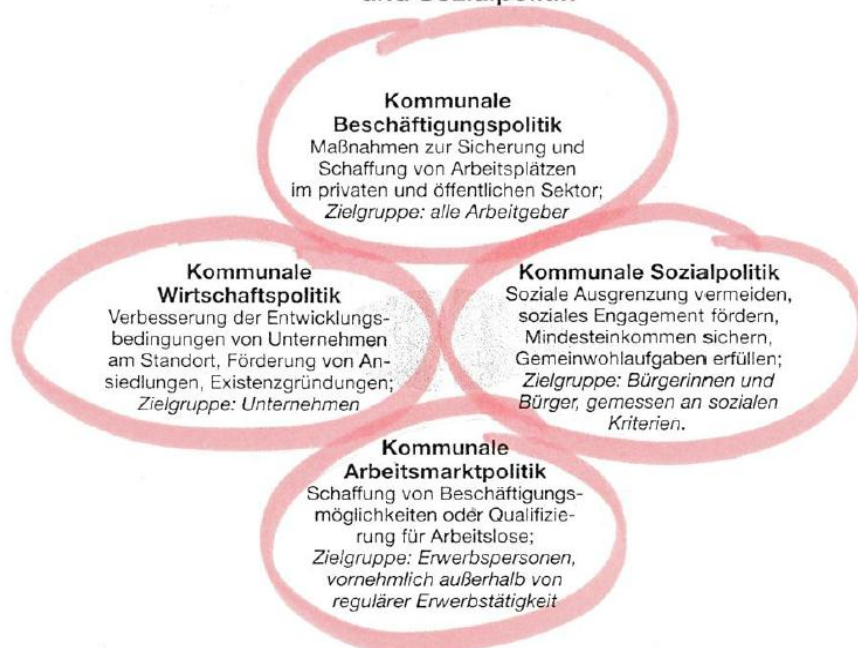 und Sozialpolitik
Kommunale
Beschäftigungspolitik
Maßnahmen zur Sicherung und
Schaffung von Arbeitsplätzen
im privaten und öffentlichen Sektor;
Zielgruppe: alle Arbeitgeber
Kommunale
Wirtschaftspolitik
Verbesserung der Entwicklungs-
bedingungen von Unternehmen
am Standort, Förderung von An-
siedlungen, Existenzgründungen;
Zielgruppe: Unternehmen
Kommunale Sozialpolitik
Soziale Ausgrenzung vermeiden,
soziales Engagement fördern,
Mindesteinkommen sichern,
Gemeinwohlaufgaben erfüllen;
Zielgruppe: Bürgerinnen und
Bürger, gemessen an sozialen
Kriterien.
Kommunale
Arbeitsmarktpolitik
Schaffung von Beschäftigungs-
möglichkeiten oder Qualifizie-
rung für Arbeitslose;
Zielgruppe: Erwerbspersonen,
vornehmlich außerhalb von
regulärer Erwerbstätigkeit